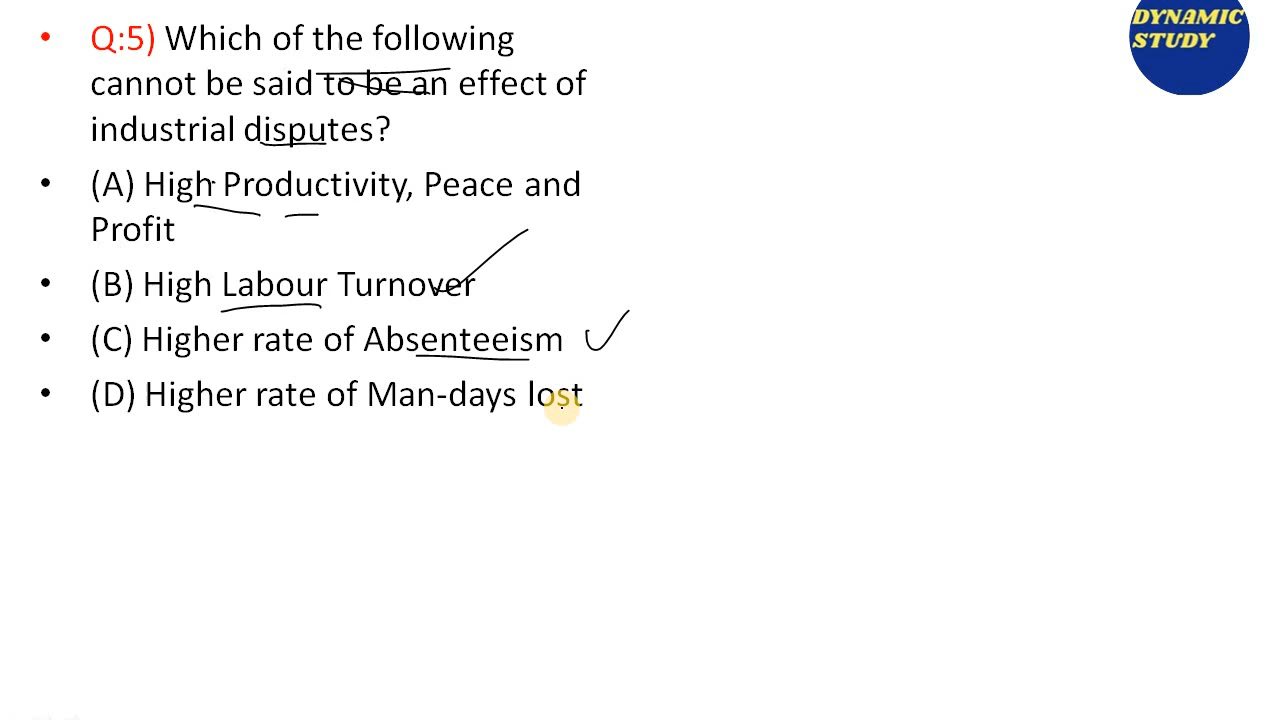 DYNAMIC
STUDY
• Q:5) Which of the following
cannot be said to be an effect of
industrial disputes?
• (A) High Productivity, Peace and
Profit
• (B) High Labour Turnover
• (C) Higher rate of Absenteeism
• (D) Higher rate of Man-days lost